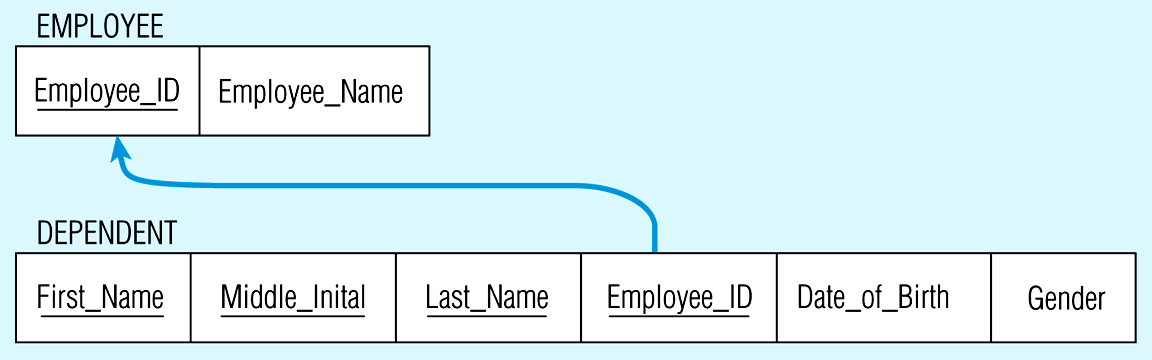 EMPLOYEE
Employee_ID Employee_Name
DEPENDENT
First_Name Middle_Inital Last_Name Employee_ID Date_of_Birth Gender